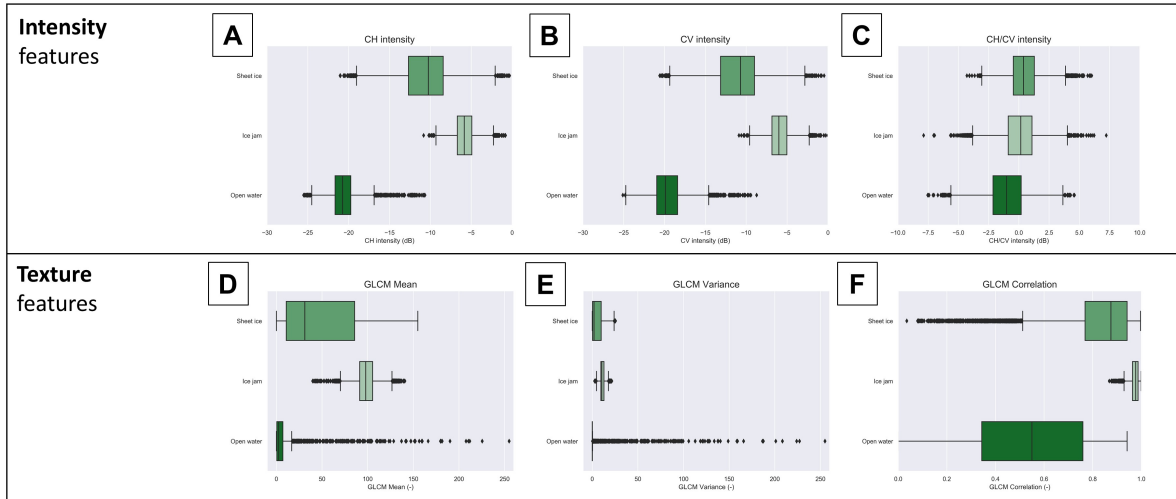 Intensity
features
A
CH intensity
Sheet ice
Ice jam
Open water
−30 −25 −20 −15 −10 −5 0
CH intensity (dB)
B
CV intensity
Sheet ice
Ice jam
Open water
−30 −25 −20 −15 −10 −5 0
CV intensity (dB)
C
CH/CV intensity
Sheet ice
Ice jam
Open water
−10.0 −7.5 −5.0 −2.5 0.0 2.5 5.0 7.5 10.0
CH/CV intensity (dB)
Texture
features
D
GLCM Mean
Sheet ice
Ice jam
Open water
0 50 100 150 200 250
GLCM Mean (-)
E
GLCM Variance
Sheet ice
Ice jam
Open water
0 50 100 150 200 250
GLCM Variance (-)
F
GLCM Correlation
Sheet ice
Ice jam
Open water
0.0 0.2 0.4 0.6 0.8 1.0
GLCM Correlation (-)